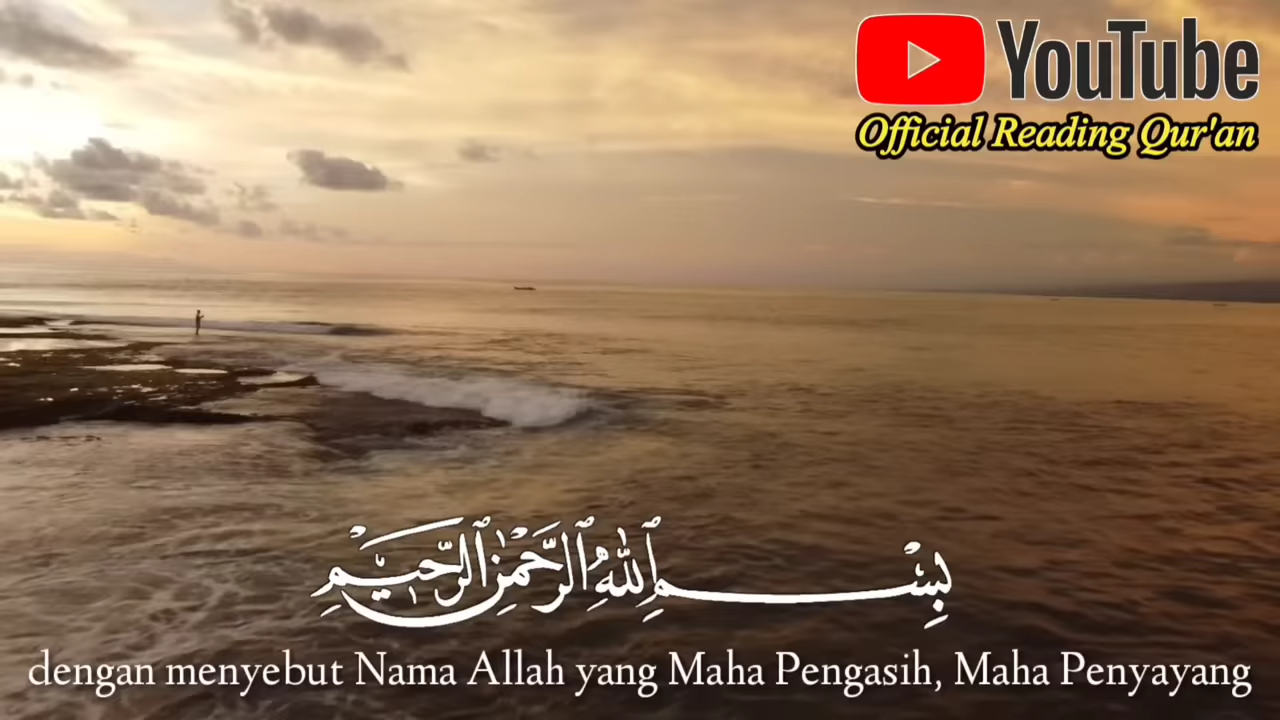 YouTube
Official Reading Qur'an
بِسْمِ ٱللَّهِ ٱلرَّحْمَٰنِ ٱلرَّحِيمِ
dengan menyebut Nama Allah yang Maha Pengasih, Maha Penyayang